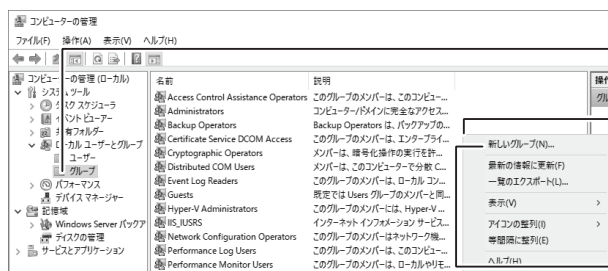 コンピューターの管理
ファイル(F) 操作(A) 表示(V) ヘルプ(H)
コンピューターの管理 (ローカル)
システム ツール
タスク スケジューラ
イベント ビューアー
共有フォルダー
ローカル ユーザーとグループ
ユーザー
グループ
パフォーマンス
デバイス マネージャー
記憶域
Windows Server バックア
ディスクの管理
サービスとアプリケーション
名前 説明
Access Control Assistance Operators このグループのメンバーは、このコンピュー...
Administrators コンピューター/ドメインに完全なアクセス...
Backup Operators Backup Operators は、バックアップの...
Certificate Service DCOM Access このグループのメンバーは、エンタープライ...
Cryptographic Operators メンバーは、暗号化操作の実行を許...
Distributed COM Users メンバーは、このコンピューターで分散 C...
Event Log Readers このグループのメンバーは、ローカル コン...
Guests 既定では Users グループのメンバーと同...
Hyper-V Administrators このグループのメンバーには、Hyper-V ...
IIS_IUSRS インターネット インフォメーション サービス...
Network Configuration Operators このグループのメンバーはネットワーク機...
Performance Log Users このグループのメンバーは、このコンピュー...
Performance Monitor Users このグループのメンバーは、ローカルやリモ...
操作
グル
新しいグループ(N)...
最新の情報に更新(F)
一覧のエクスポート(L)...
表示(V)
アイコンの整列(I)
等間隔に整列(E)
ヘルプ(H)